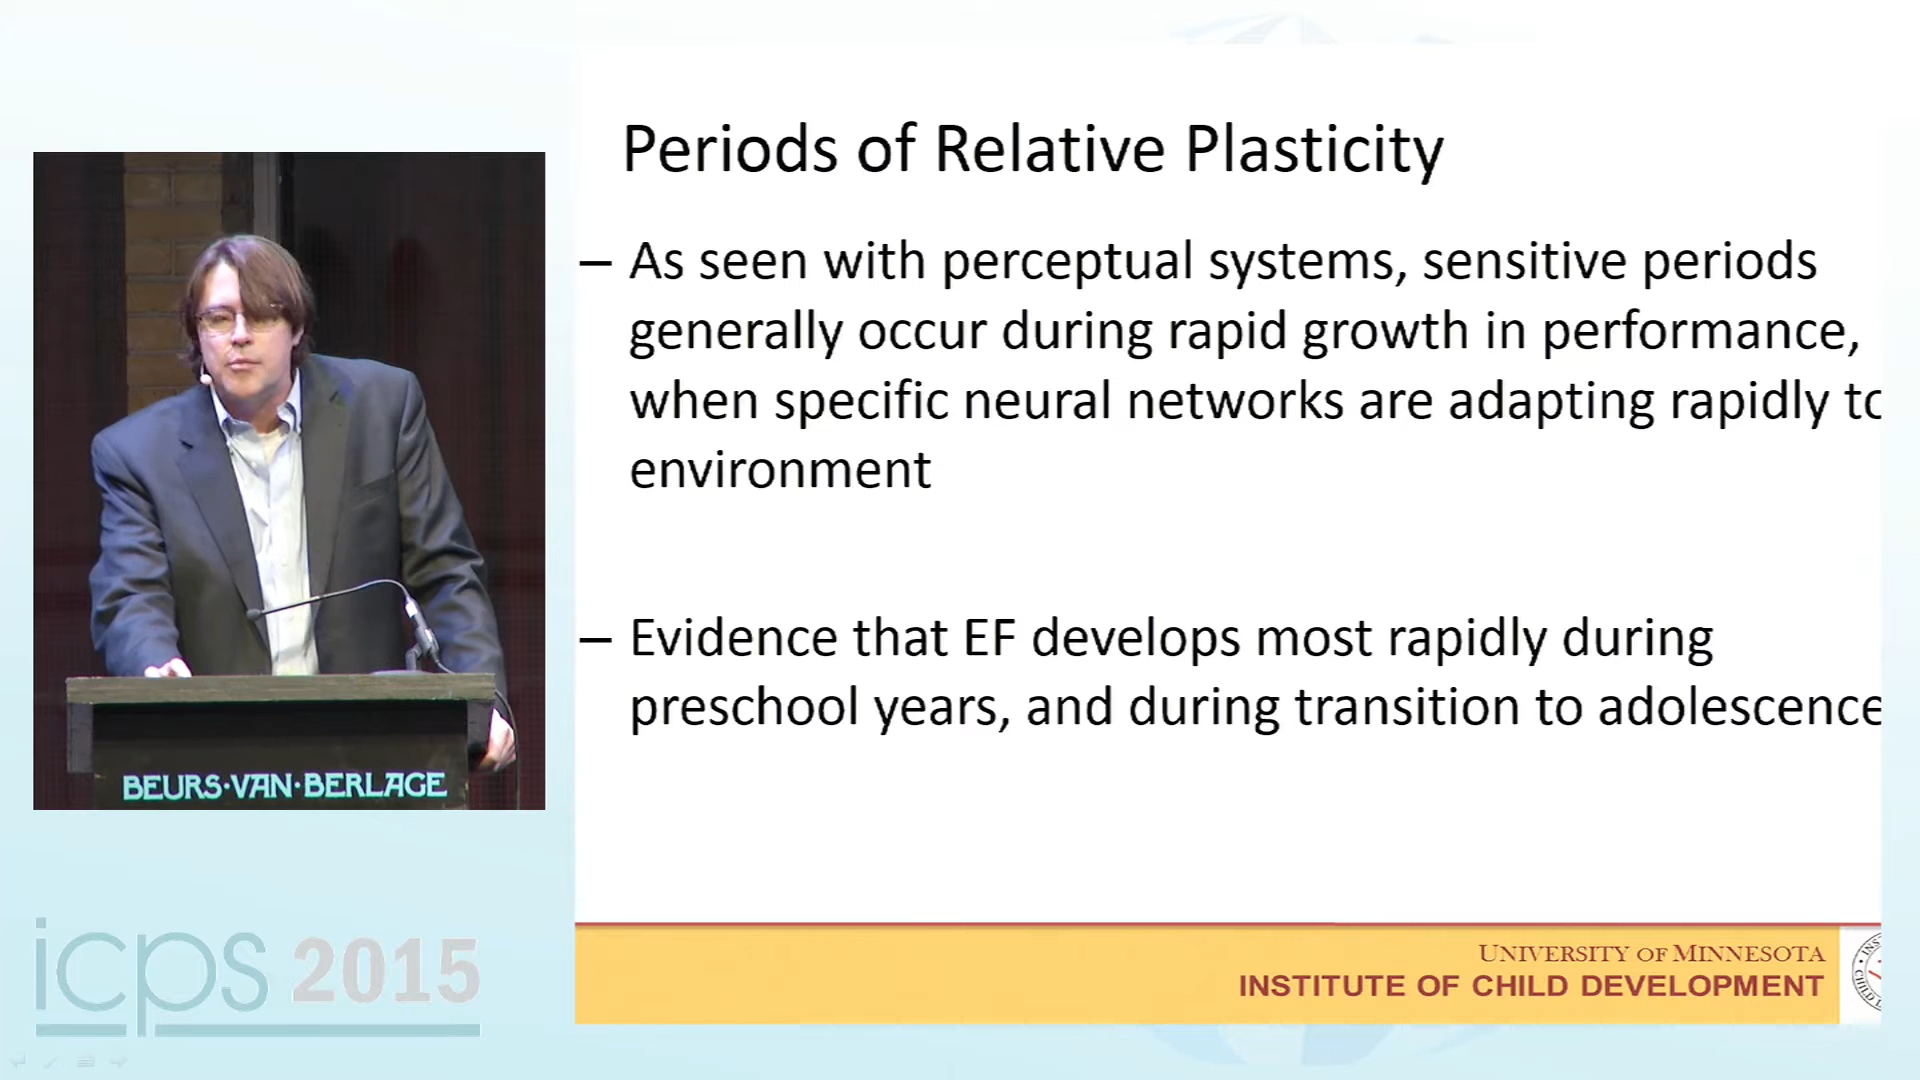 Periods of Relative Plasticity
– As seen with perceptual systems, sensitive periods
generally occur during rapid growth in performance,
when specific neural networks are adapting rapidly to
environment
– Evidence that EF develops most rapidly during
preschool years, and during transition to adolescence
BEURS·VAN·BERLAGE
icps 2015
UNIVERSITY OF MINNESOTA
INSTITUTE OF CHILD DEVELOPMENT